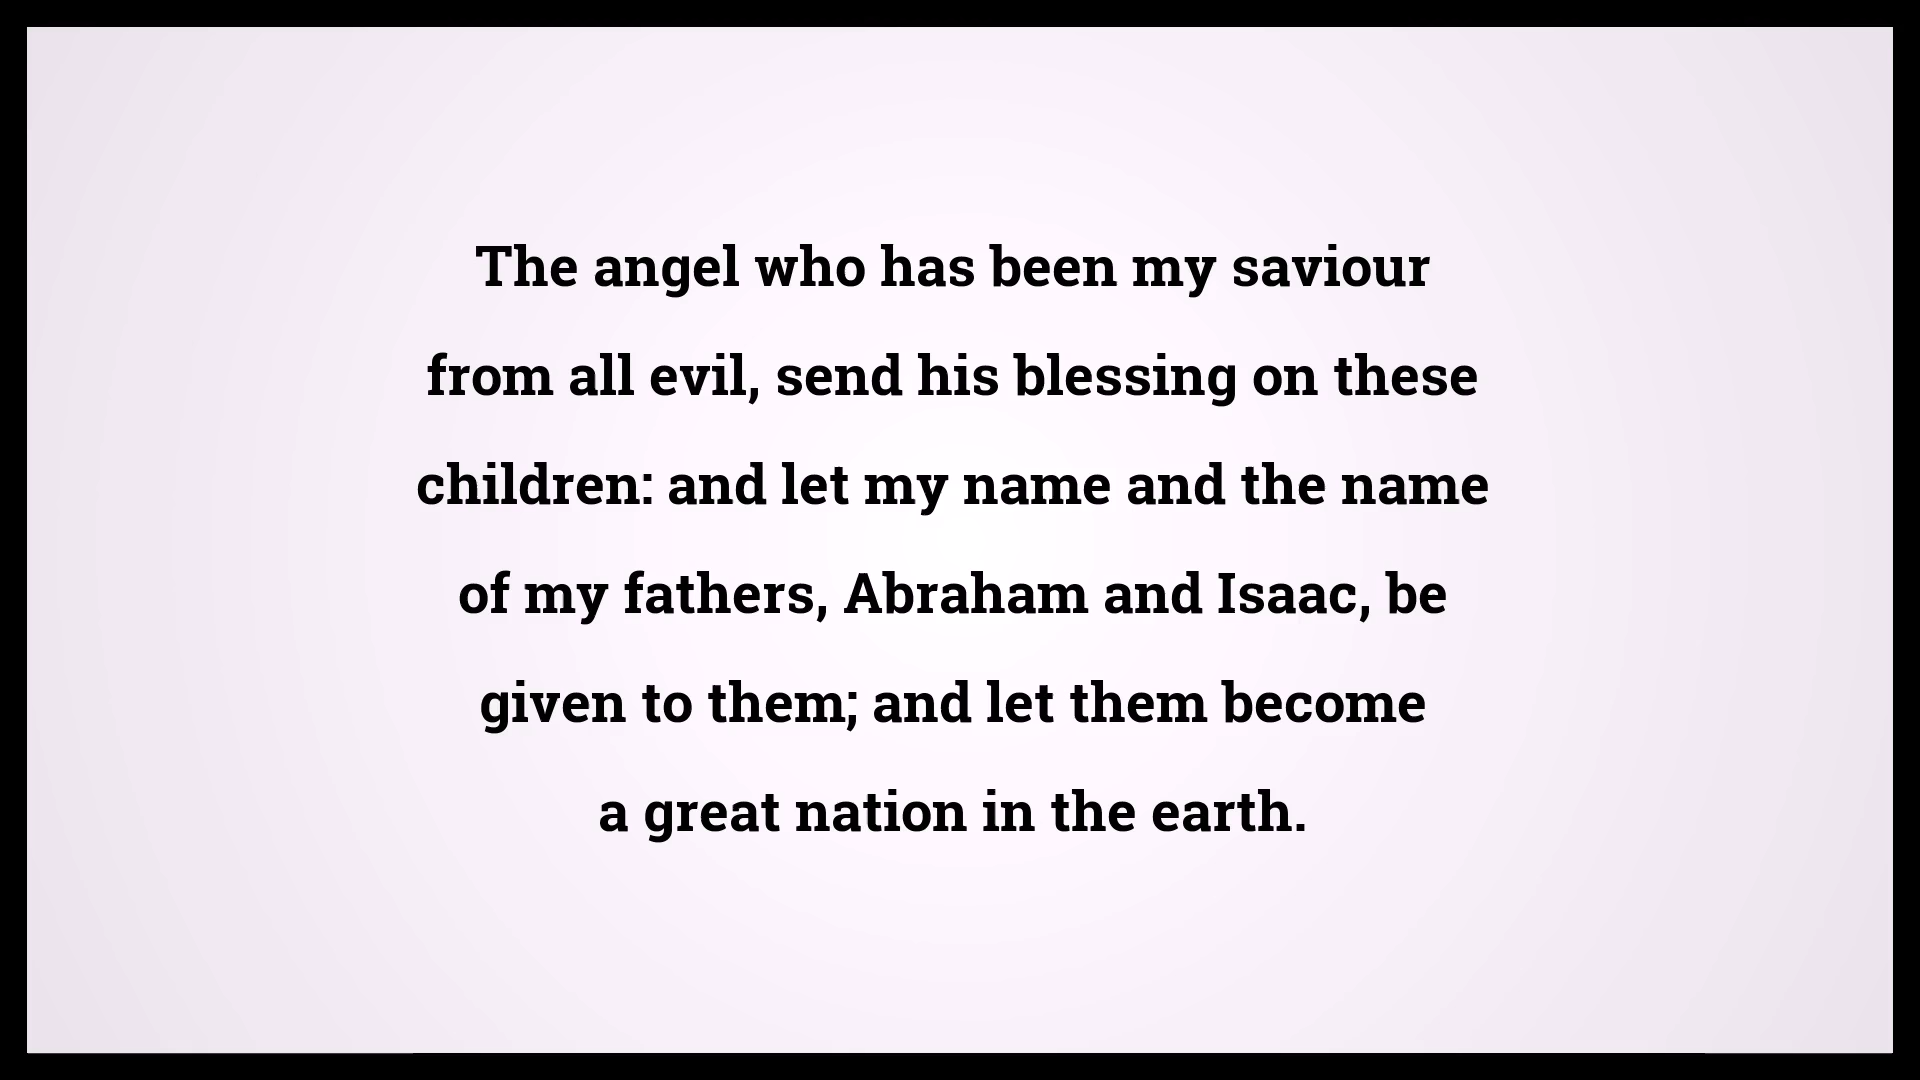 The angel who has been my saviour
from all evil, send his blessing on these
children: and let my name and the name
of my fathers, Abraham and Isaac, be
given to them; and let them become
a great nation in the earth.